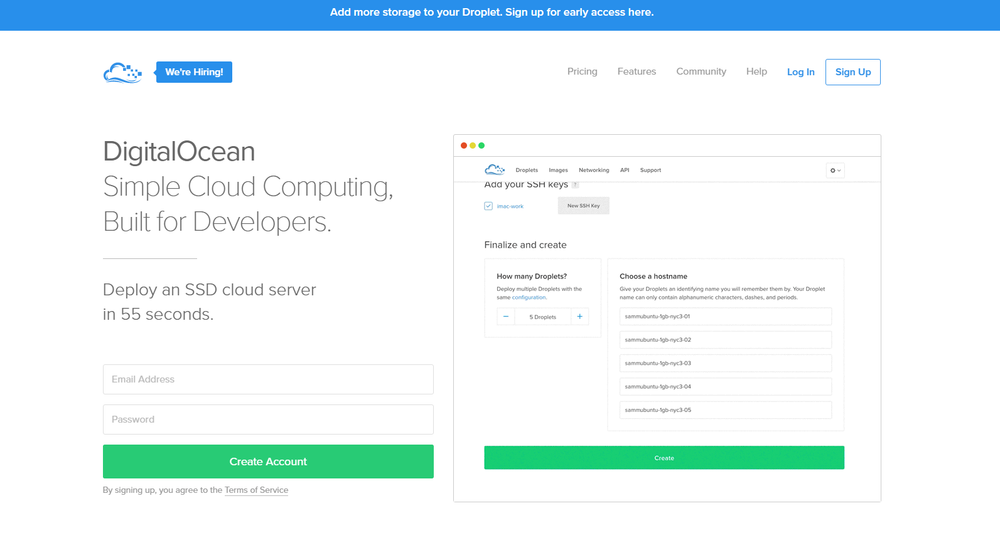 Add more storage to your Droplet. Sign up for early access here.
We're Hiring!
Pricing
Features
Community
Help
Log In
Sign Up
DigitalOcean
Simple Cloud Computing,
Built for Developers.
Deploy an SSD cloud server
in 55 seconds.
Email Address
Password
Create Account
By signing up, you agree to the Terms of Service
Droplets
Images
Networking
API
Support
Add your SSH keys ?
imac-work
New SSH Key
Finalize and create
How many Droplets?
Deploy multiple Droplets with the
same configuration.
− 5 Droplets +
Choose a hostname
Give your Droplets an identifying name you will remember them by. Your Droplet
name can only contain alphanumeric characters, dashes, and periods.
sammubuntu-1gb-nyc3-01
sammubuntu-1gb-nyc3-02
sammubuntu-1gb-nyc3-03
sammubuntu-1gb-nyc3-04
sammubuntu-1gb-nyc3-05
Create